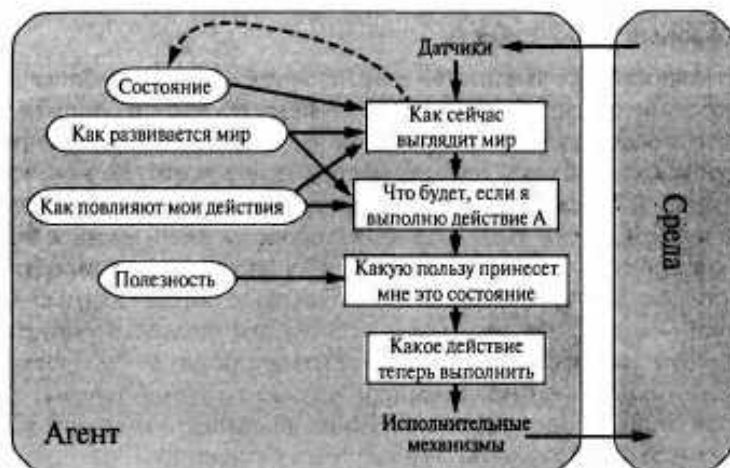 Датчики
Состояние
Как сейчас
выглядит мир
Как развивается мир
Что будет, если я
выполню действие А
Как повлияют мои действия
Какую пользу принесет
мне это состояние
Полезность
Какое действие
теперь выполнить
Исполнительные
механизмы
Агент
Среда